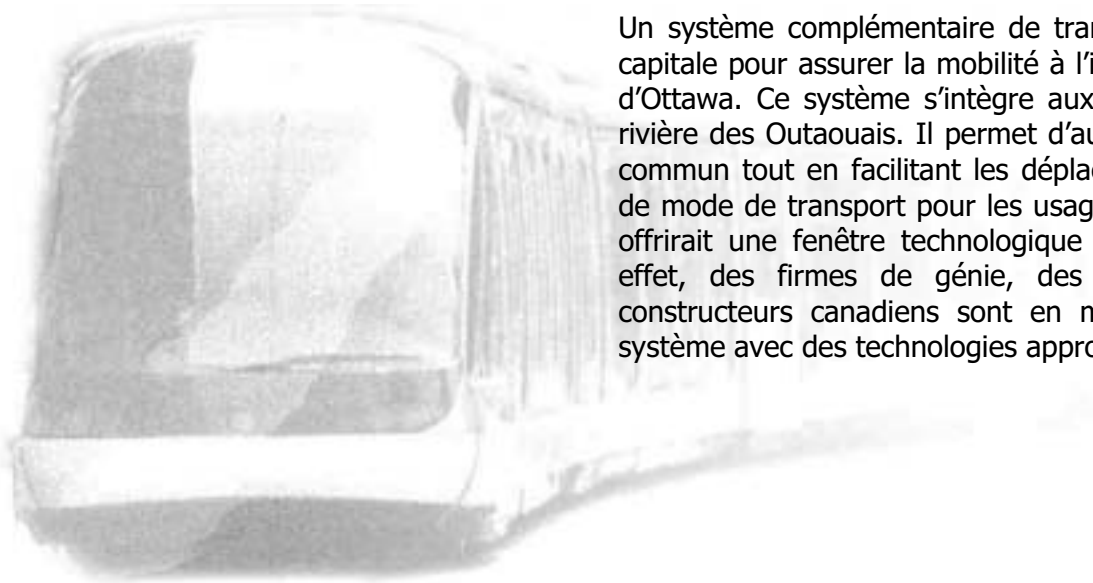 Un système complémentaire de tran
capitale pour assurer la mobilité à l’i
d’Ottawa. Ce système s’intègre aux
rivière des Outaouais. Il permet d’au
commun tout en facilitant les déplac
de mode de transport pour les usag
offrirait une fenêtre technologique
effet, des firmes de génie, des
constructeurs canadiens sont en m
système avec des technologies appro